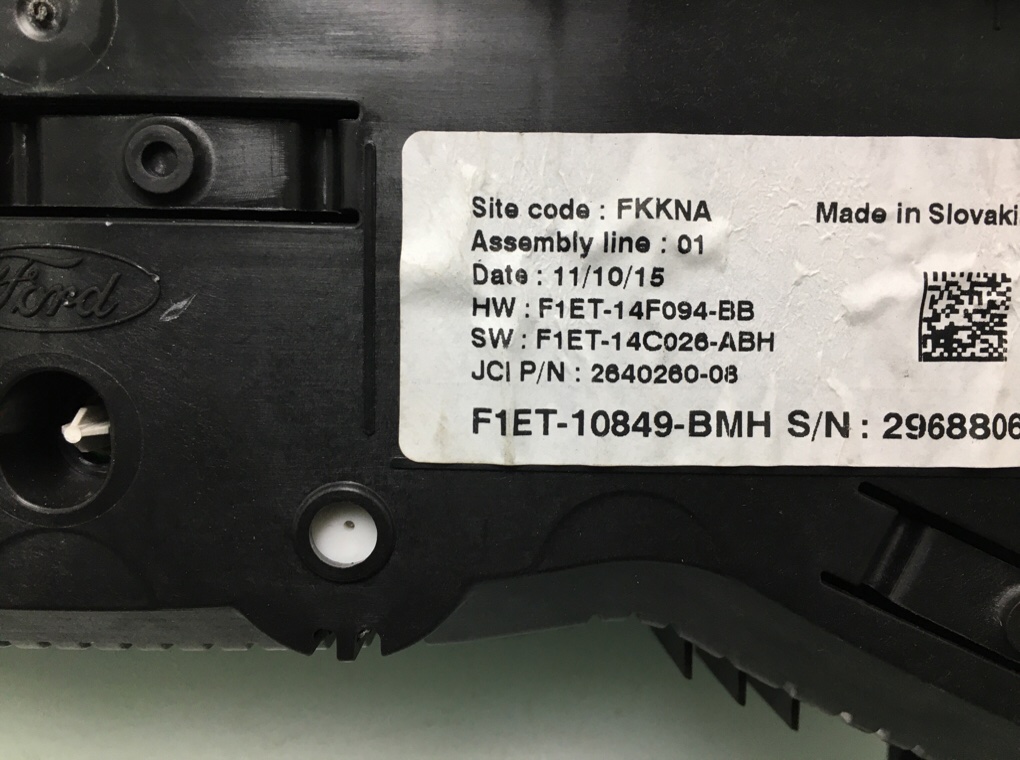 Site code : FKKNA
Made in Slovaki
Assembly line : 01
Date : 11/10/15
HW : F1ET-14F094-BB
SW : F1ET-14C026-ABH
JCI P/N : 2640260-08
F1ET-10849-BMH S/N : 2968806
Ford